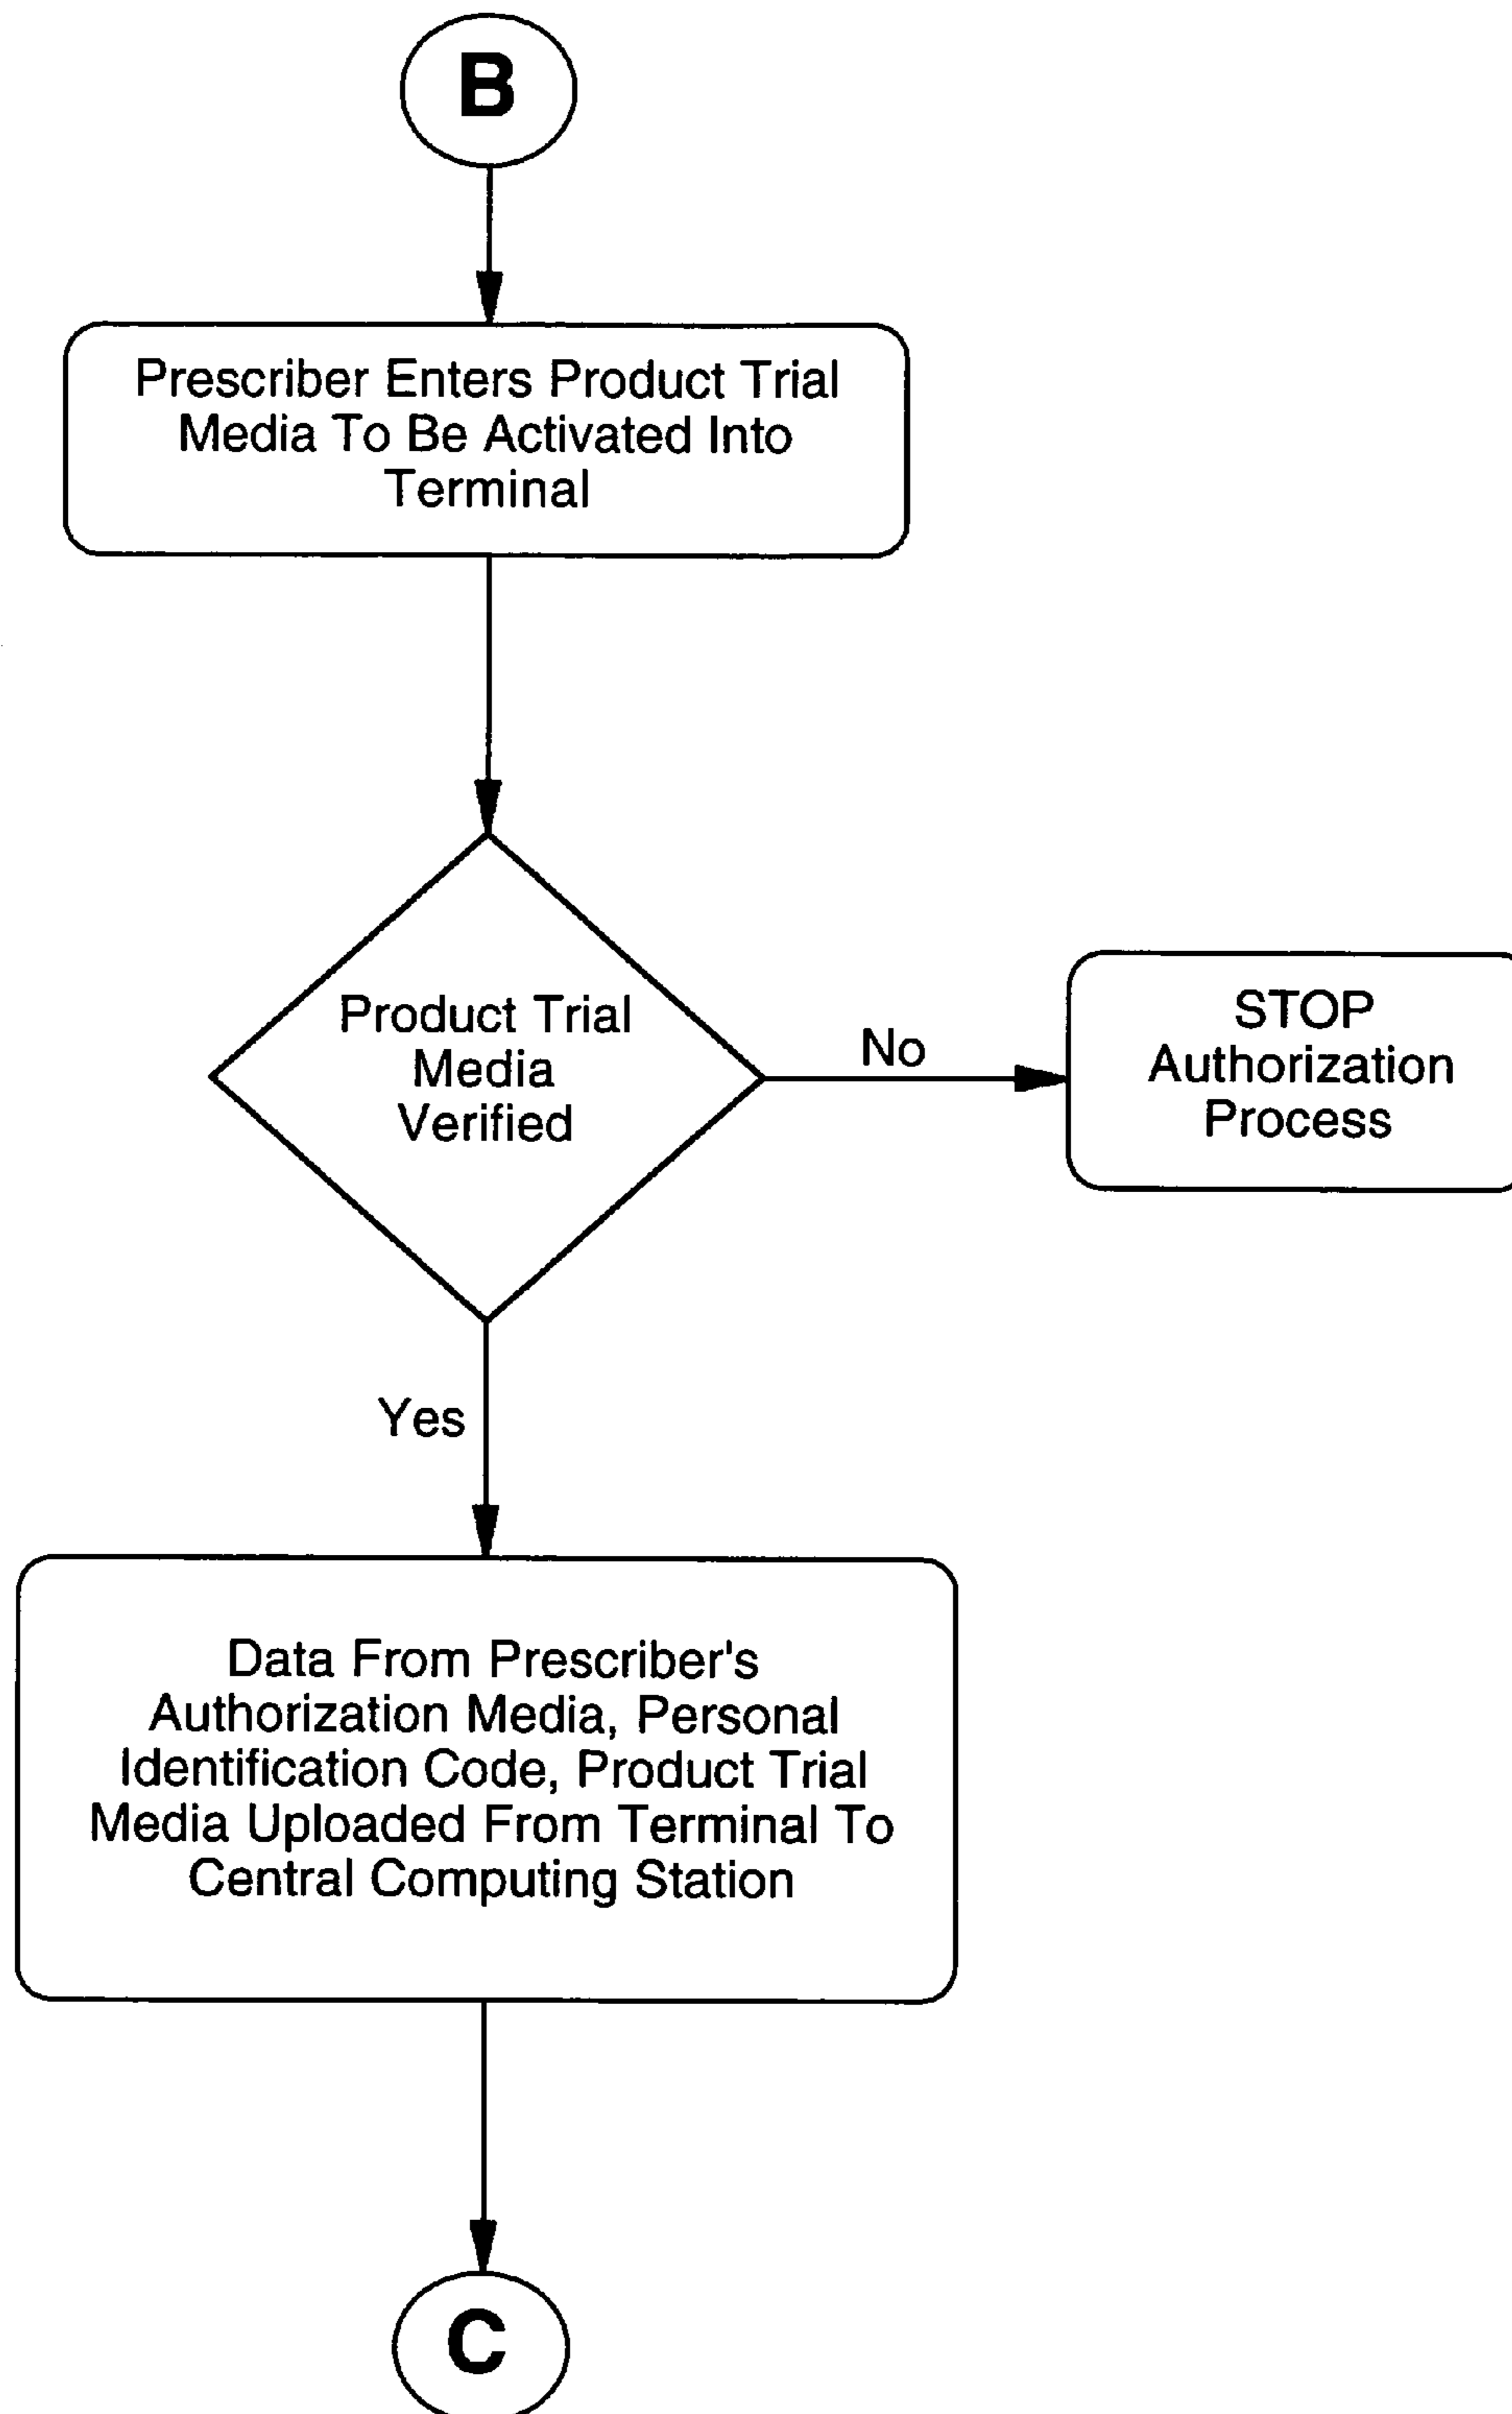 B
Prescriber Enters Product Trial
Media To Be Activated Into
Terminal
Product Trial
Media
Verified
No
STOP
Authorization
Process
Yes
Data From Prescriber's
Authorization Media, Personal
Identification Code, Product Trial
Media Uploaded From Terminal To
Central Computing Station
C